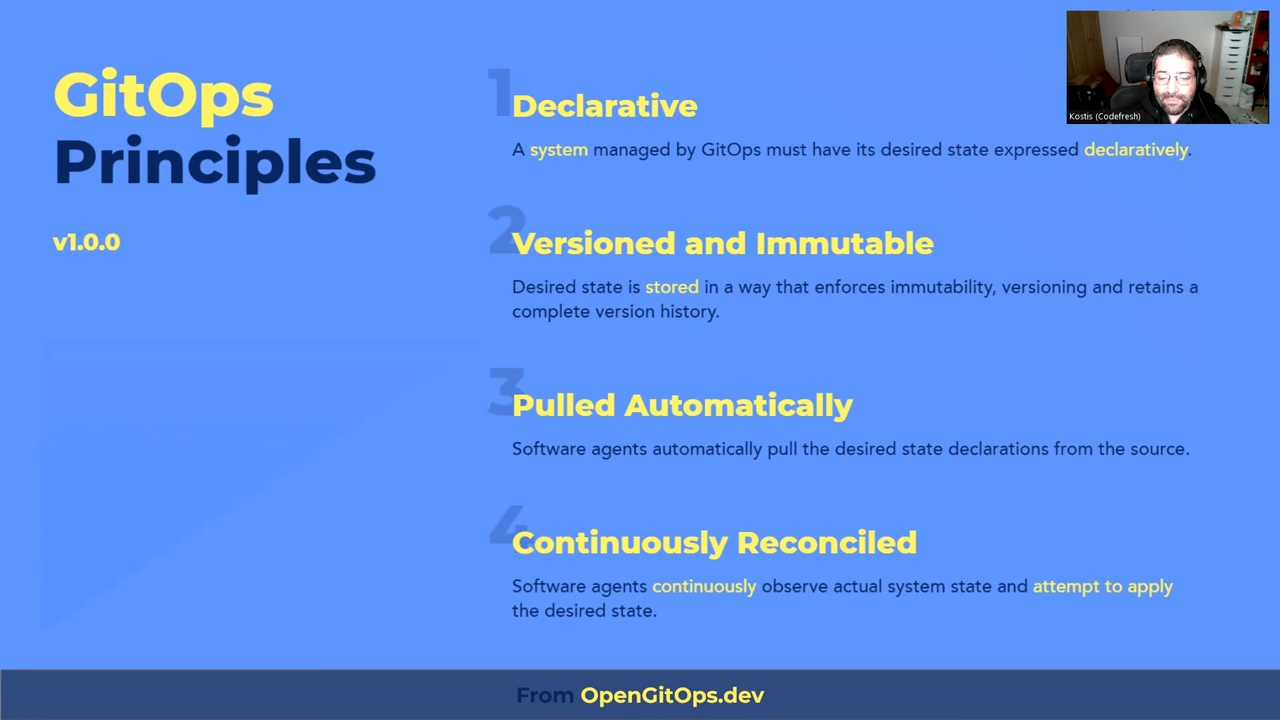 GitOps
Principles
v1.0.0
1
Declarative
A system managed by GitOps must have its desired state expressed declaratively.
2
Versioned and Immutable
Desired state is stored in a way that enforces immutability, versioning and retains a
complete version history.
3
Pulled Automatically
Software agents automatically pull the desired state declarations from the source.
4
Continuously Reconciled
Software agents continuously observe actual system state and attempt to apply
the desired state.
From OpenGitOps.dev
Kostis (Codefresh)